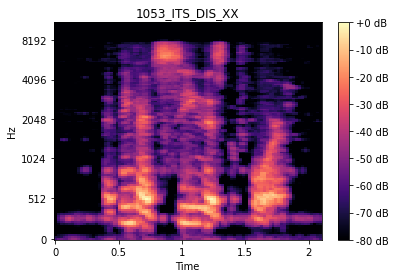 1053_ITS_DIS_XX
+0 dB
8192
-10 dB
4096
-20 dB
-30 dB
2048
Hz
-40 dB
1024
-50 dB
512
-60 dB
-70 dB
0
-80 dB
0 0.5 1 1.5 2
Time